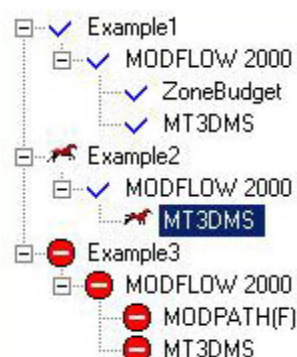 Example1
MODFLOW 2000
ZoneBudget
MT3DMS
Example2
MODFLOW 2000
MT3DMS
Example3
MODFLOW 2000
MODPATH(F)
MT3DMS